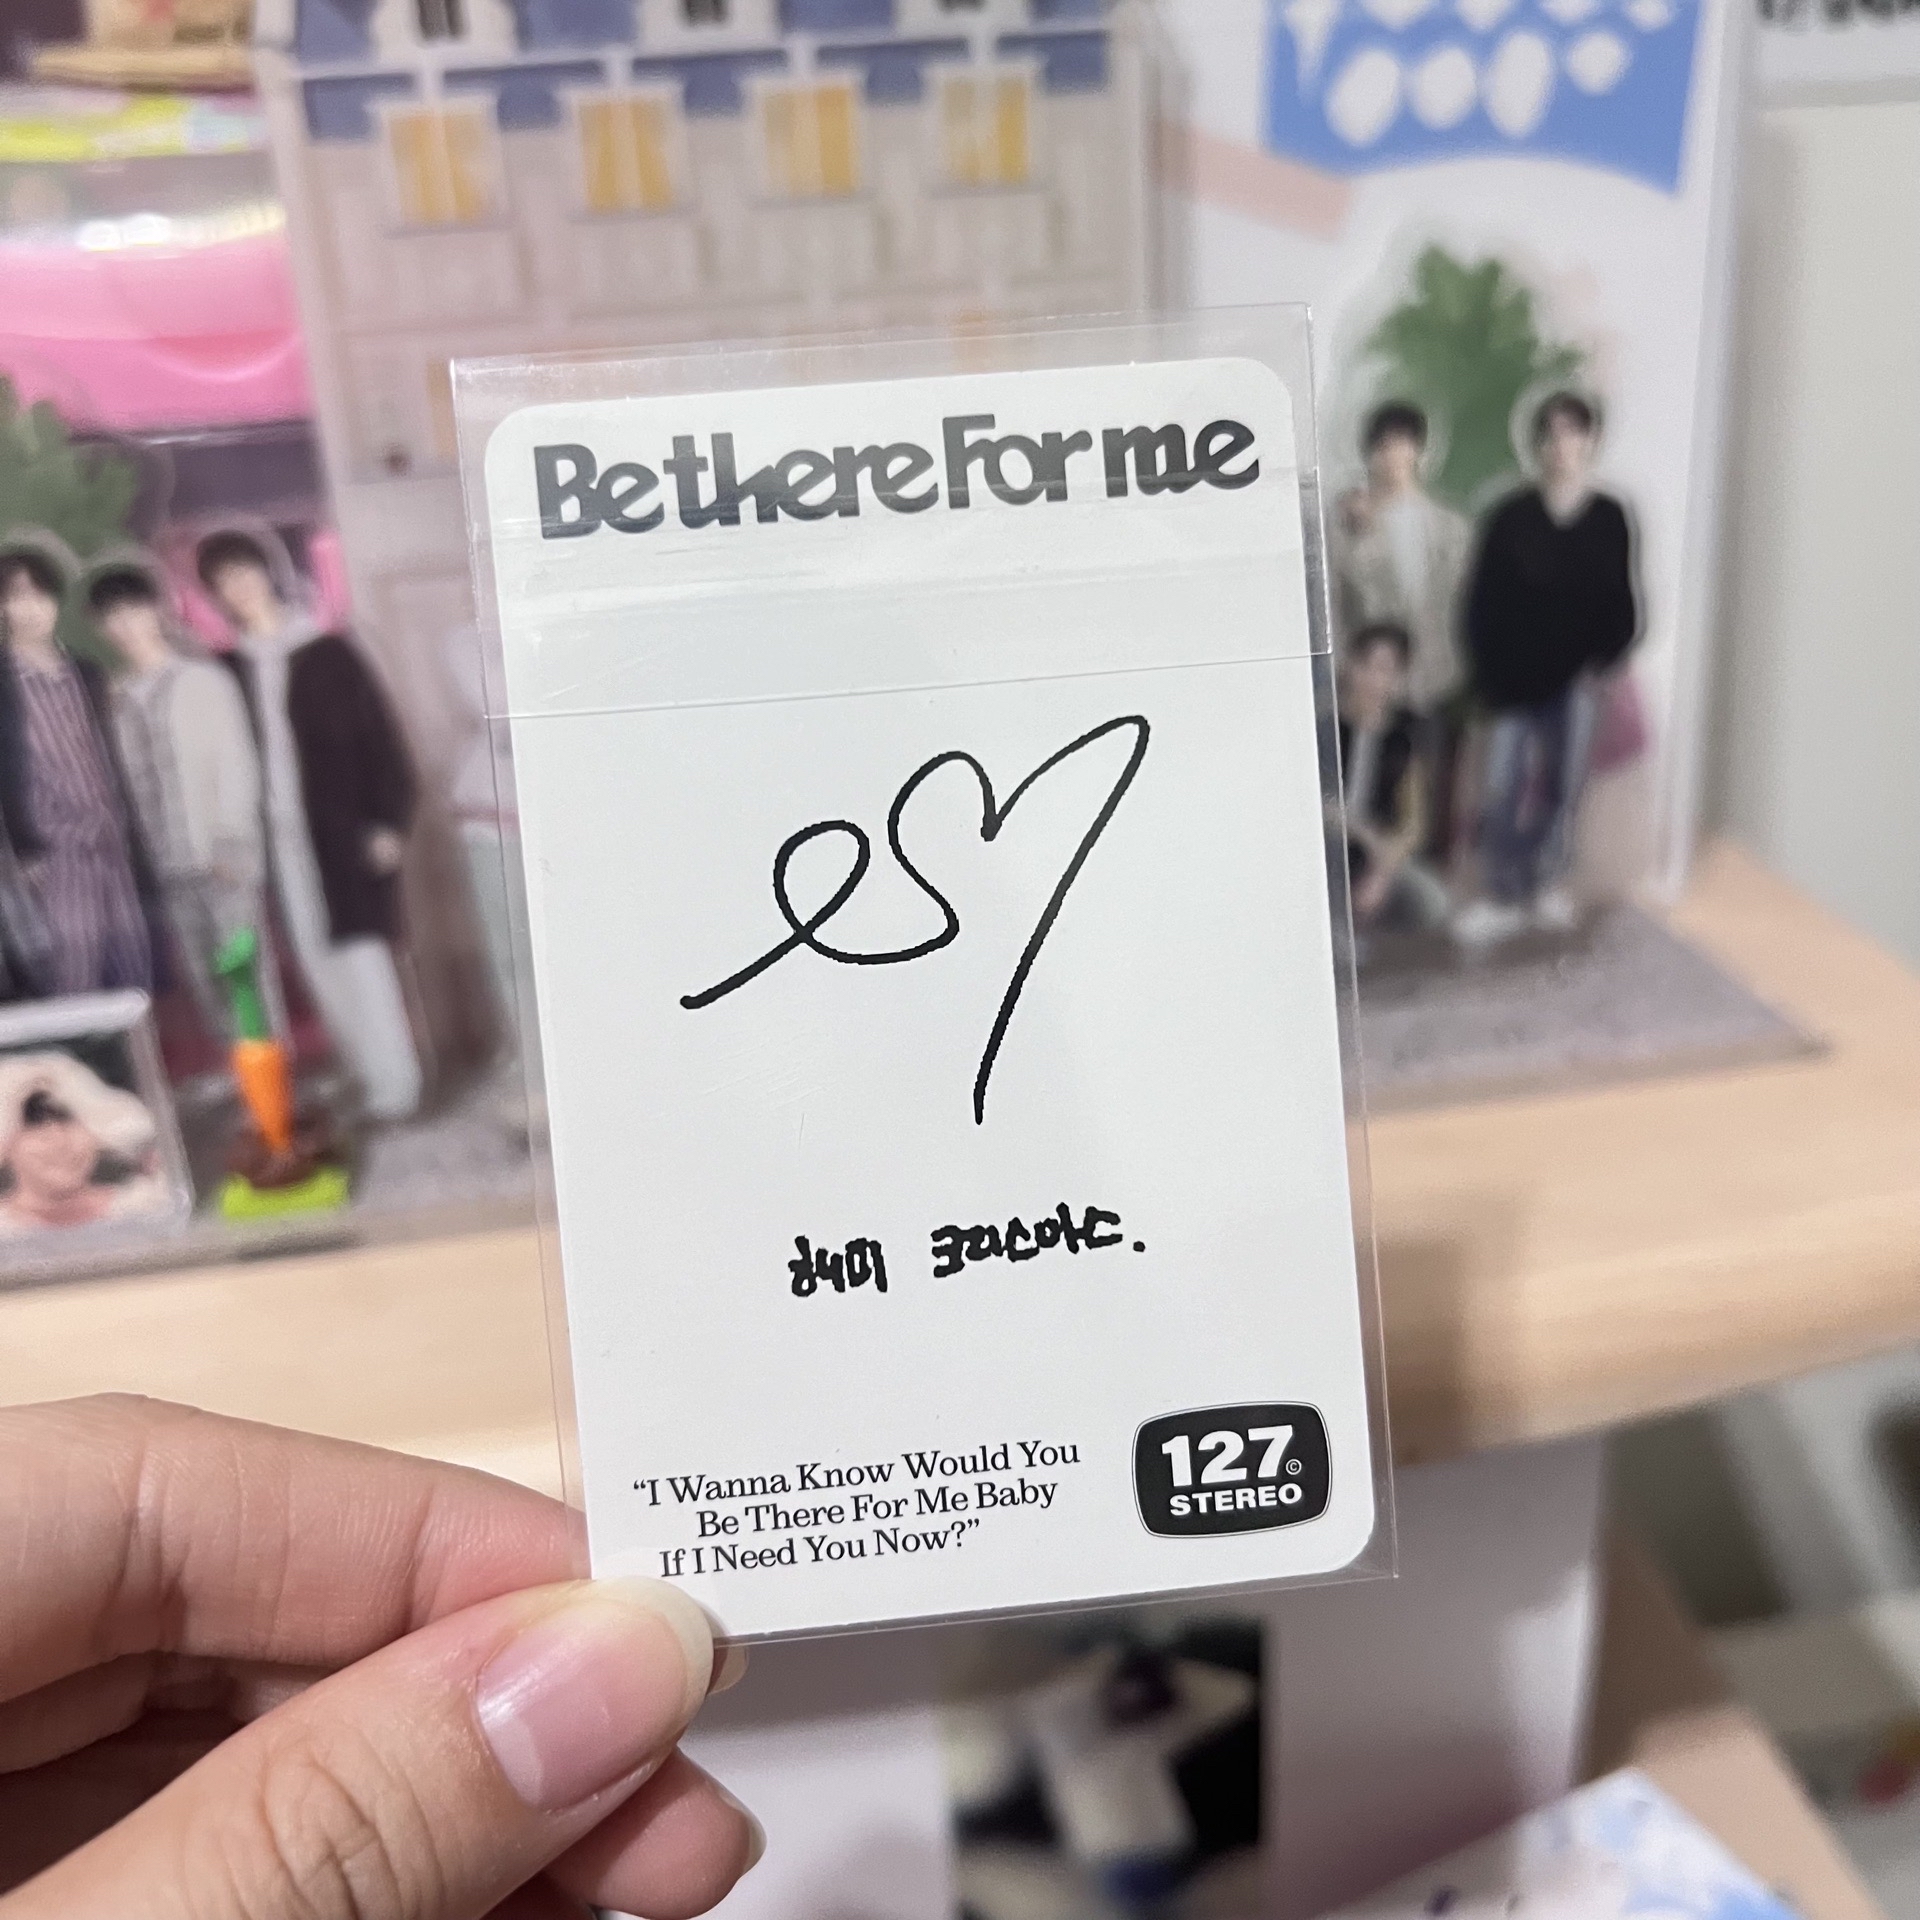 Be there For me
해피 크리스마스.
“I Wanna Know Would You
Be There For Me Baby
If I Need You Now?”
127©
STEREO